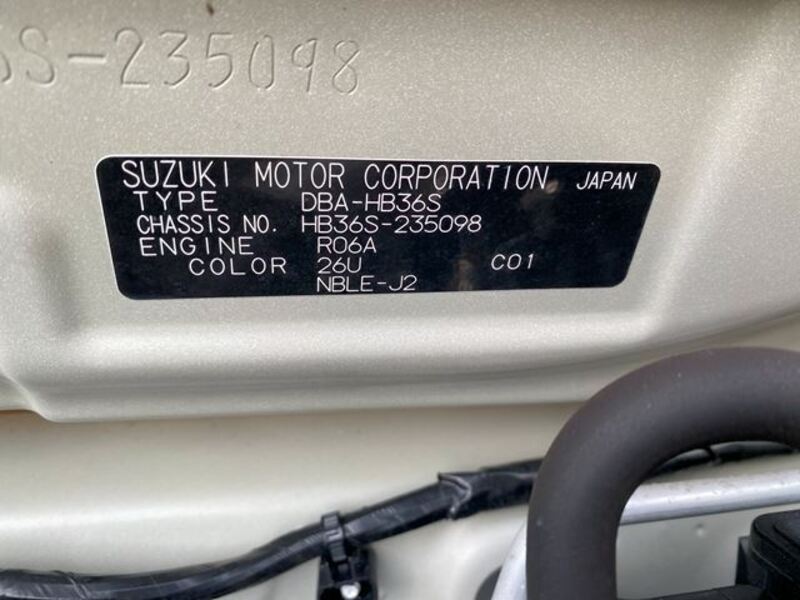 S-235098
SUZUKI MOTOR CORPORATION JAPAN
TYPE DBA-HB36S
CHASSIS NO. HB36S-235098
ENGINE R06A
COLOR 26U C01
NBLE-J2